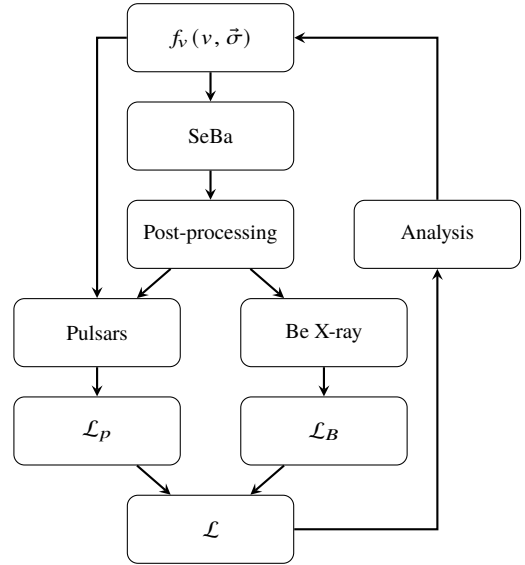 f_v(v, σ⃗)
SeBa
Post-processing
Analysis
Pulsars
Be X-ray
ℒ_p
ℒ_B
ℒ